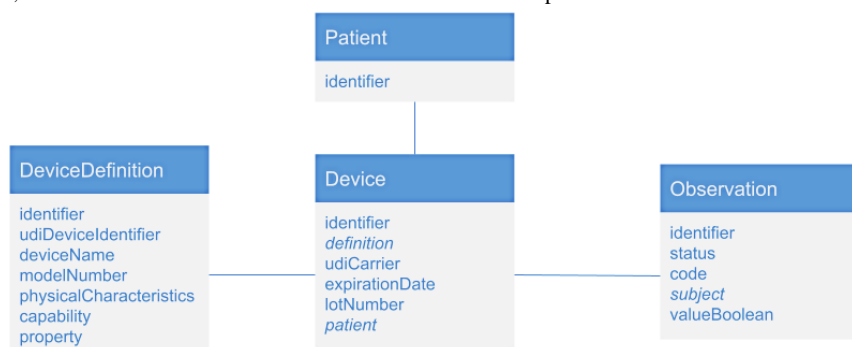 Patient
identifier
DeviceDefinition
identifier
udiDeviceIdentifier
deviceName
modelNumber
physicalCharacteristics
capability
property
Device
identifier
definition
udiCarrier
expirationDate
lotNumber
patient
Observation
identifier
status
code
subject
valueBoolean